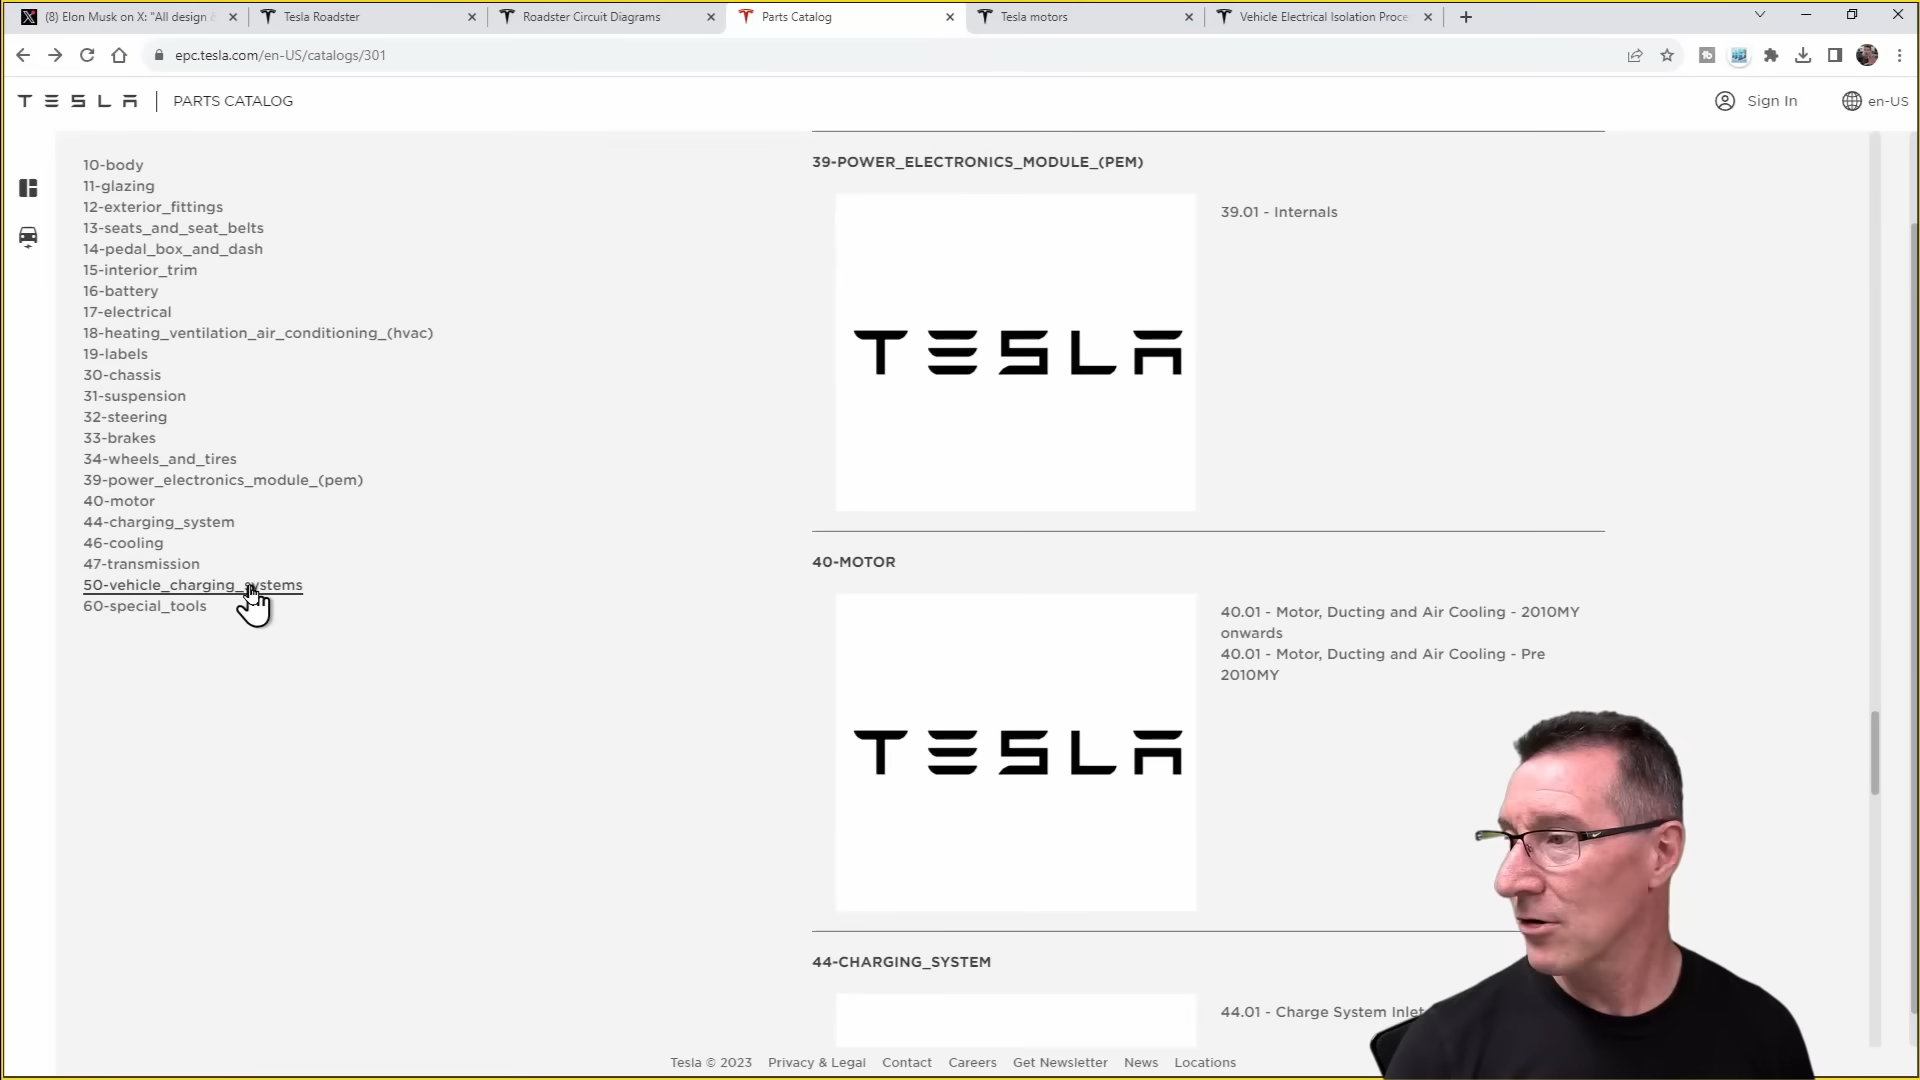 (8) Elon Musk on X: "All design
Tesla Roadster
Roadster Circuit Diagrams
Parts Catalog
Tesla motors
Vehicle Electrical Isolation Proce
epc.tesla.com/en-US/catalogs/301
TESLA | PARTS CATALOG
Sign In
en-US
10-body
11-glazing
12-exterior_fittings
13-seats_and_seat_belts
14-pedal_box_and_dash
15-interior_trim
16-battery
17-electrical
18-heating_ventilation_air_conditioning_(hvac)
19-labels
30-chassis
31-suspension
32-steering
33-brakes
34-wheels_and_tires
39-power_electronics_module_(pem)
40-motor
44-charging_system
46-cooling
47-transmission
50-vehicle_charging_systems
60-special_tools
39-POWER_ELECTRONICS_MODULE_(PEM)
TESLA
39.01 - Internals
40-MOTOR
TESLA
40.01 - Motor, Ducting and Air Cooling - 2010MY
onwards
40.01 - Motor, Ducting and Air Cooling - Pre
2010MY
44-CHARGING_SYSTEM
44.01 - Charge System Inlet
Tesla © 2023 Privacy & Legal Contact Careers Get Newsletter News Locations